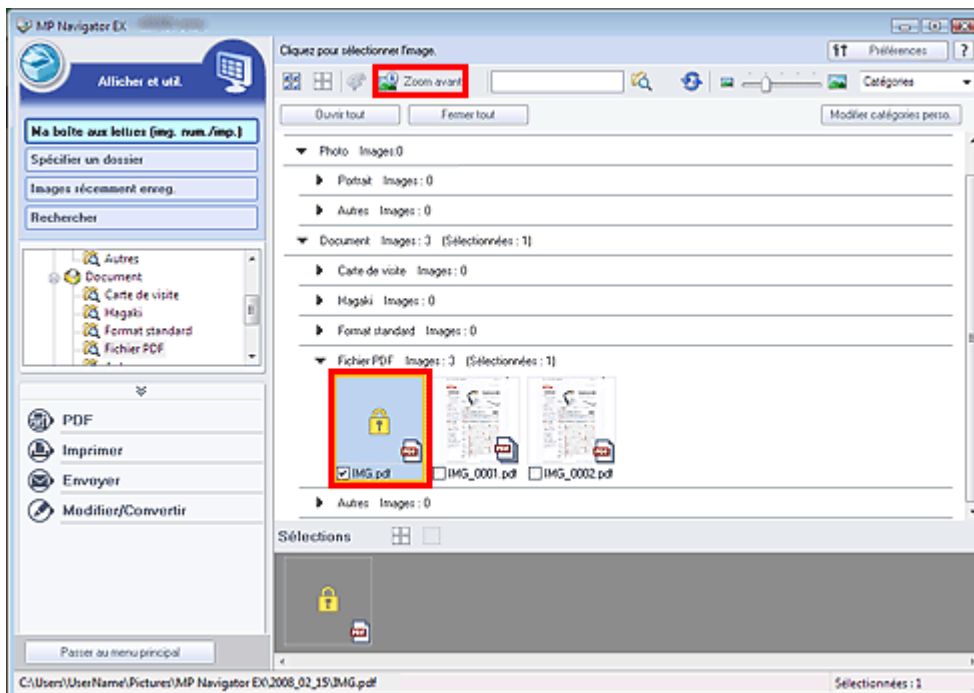 MP Navigator EX
Afficher et util.
Ma boîte aux lettres (img. num./imp.)
Spécifier un dossier
Images récemment enreg.
Rechercher
Autres
Document
Carte de visite
Hagaki
Format standard
Fichier PDF
PDF
Imprimer
Envoyer
Modifier/Convertir
Passer au menu principal
Cliquez pour sélectionner l'image.
Préférences
?
Zoom avant
Catégories
Ouvrir tout
Fermer tout
Modifier catégories perso.
Photo Images:0
Portrait Images : 0
Autres Images : 0
Document Images : 3 (Sélectionnées : 1)
Carte de visite Images : 0
Hagaki Images : 0
Format standard Images : 0
Fichier PDF Images : 3 (Sélectionnées : 1)
IMG.pdf
IMG_0001.pdf
IMG_0002.pdf
Autres Images : 0
Sélections
C:\Users\UserName\Pictures\MP Navigator EX\2008_02_15\IMG.pdf
Sélectionnées : 1